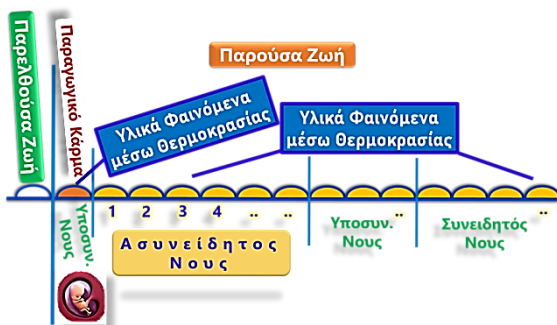 Παρελθούσα Ζωή
Παραγωγικό Κάρμα
Παρούσα Ζωή
Υλικά Φαινόμενα
μέσω Θερμοκρασίας
Υλικά Φαινόμενα
μέσω Θερμοκρασίας
1 2 3 4 .. .. .. ..
Υποσυν.
Νους
Ασυνείδητος
Νους
Υποσυν.
Νους
Συνειδητός
Νους